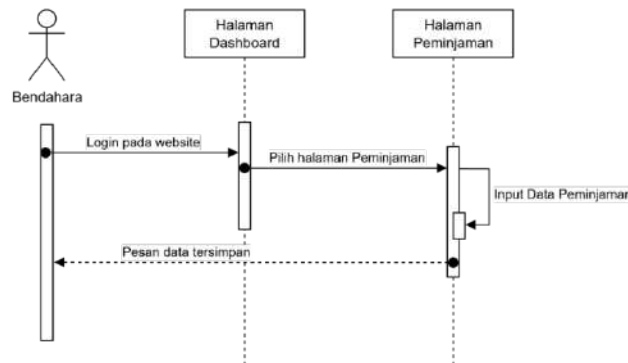 Halaman
Dashboard
Halaman
Peminjaman
Bendahara
Login pada website
Pilih halaman Peminjaman
Input Data Peminjaman
Pesan data tersimpan